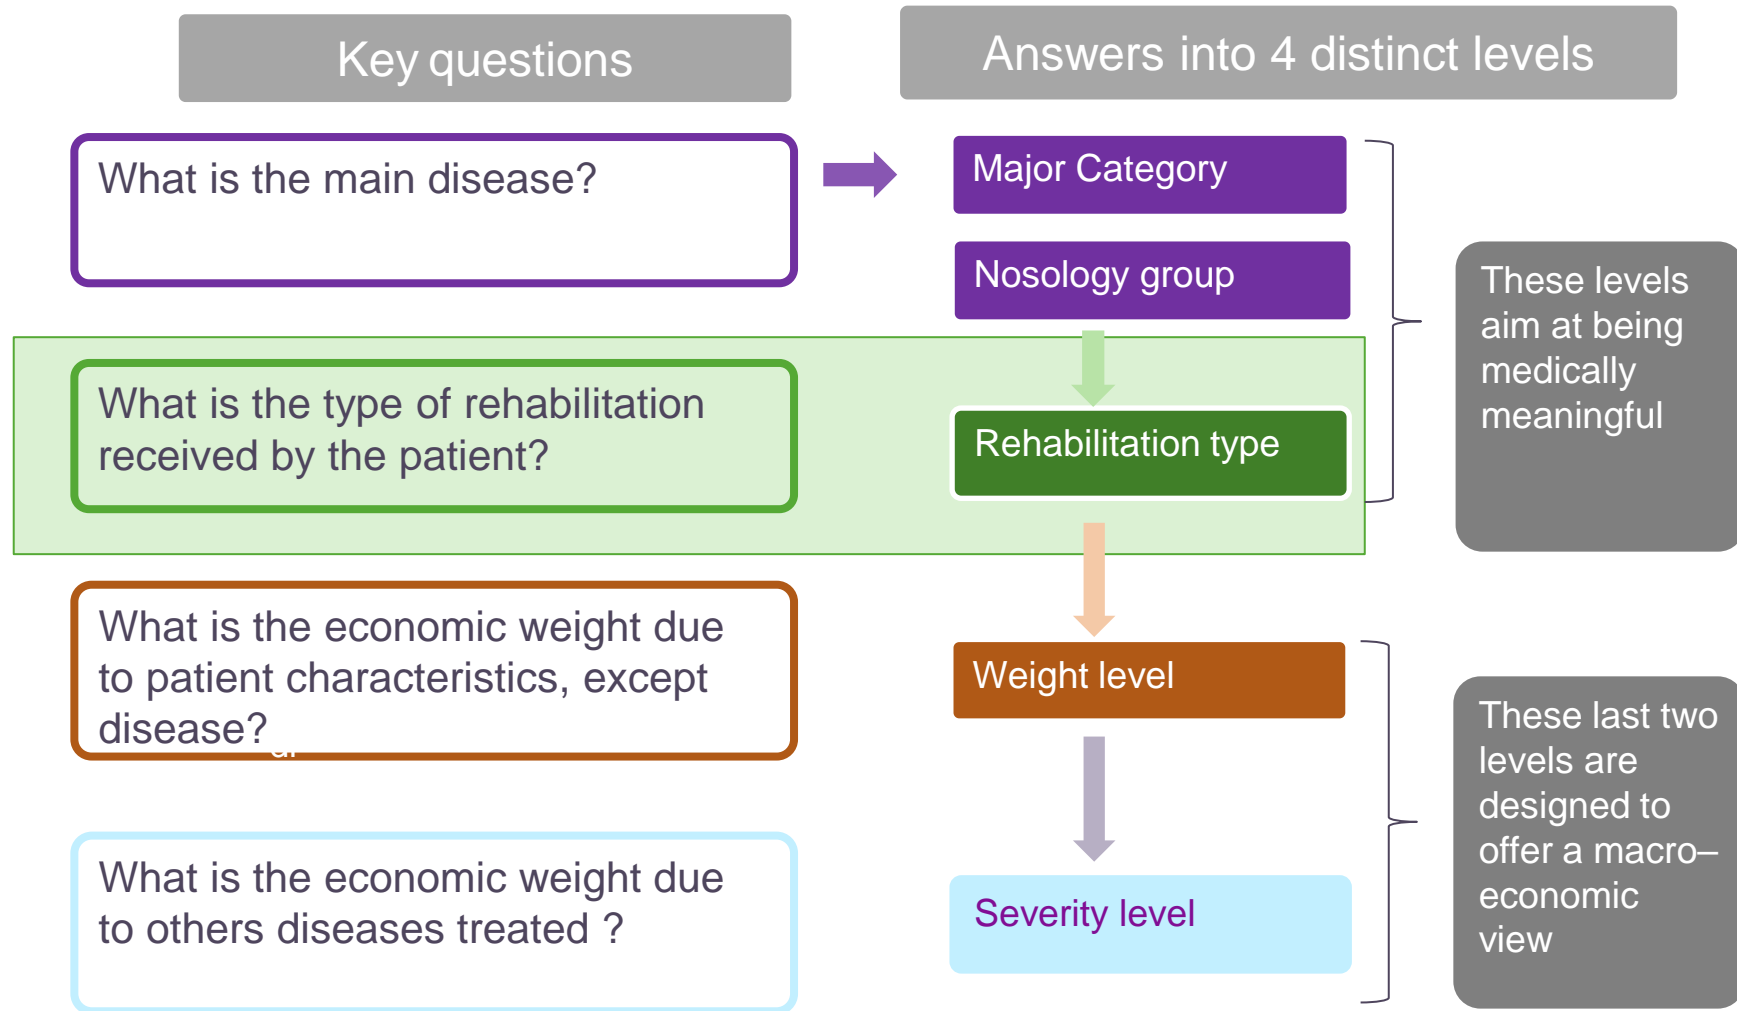 Key questions
Answers into 4 distinct levels
What is the main disease?
Major Category
Nosology group
These levels
aim at being
medically
meaningful
What is the type of rehabilitation
received by the patient?
Rehabilitation type
What is the economic weight due
to patient characteristics, except
disease?
Weight level
These last two
levels are
designed to
offer a macro–
economic
view
What is the economic weight due
to others diseases treated ?
Severity level